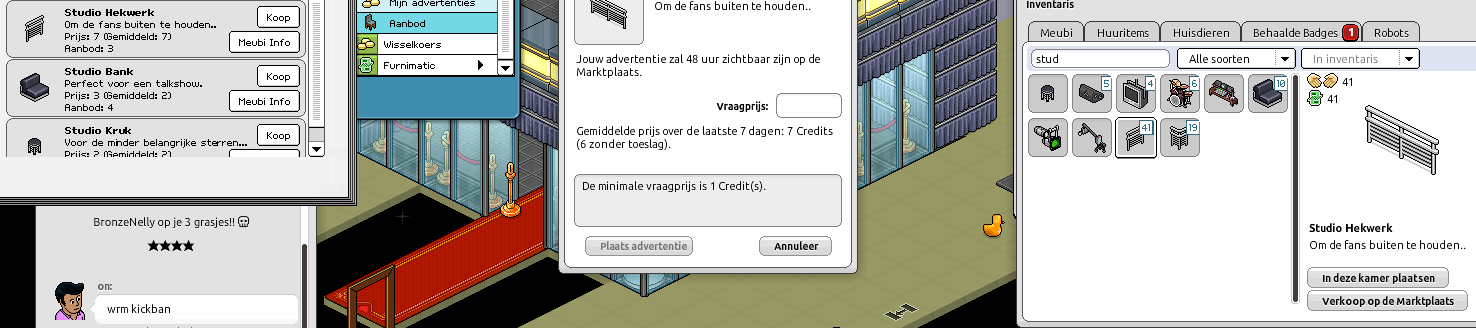 Studio Hekwerk
Om de fans buiten te houden..
Prijs: 7 (Gemiddeld: 7)
Aanbod: 3
Koop
Meubi Info
Studio Bank
Perfect voor een talkshow.
Prijs: 3 (Gemiddeld: 2)
Aanbod: 4
Koop
Meubi Info
Studio Kruk
Voor de minder belangrijke sterren...
Prijs: 2 (Gemiddeld: 2)
Koop
Mijn advertenties
Aanbod
Wisselkoers
Furnimatic
BronzeNelly op je 3 grasjes!! 💀
★★★★
on:
wrm kickban
Om de fans buiten te houden..
Jouw advertentie zal 48 uur zichtbaar zijn op de
Marktplaats.
Vraagprijs:
Gemiddelde prijs over de laatste 7 dagen: 7 Credits
(6 zonder toeslag).
De minimale vraagprijs is 1 Credit(s).
Plaats advertentie
Annuleer
Inventaris
Meubi
Huuritems
Huisdieren
Behaalde Badges
1
Robots
stud
Alle soorten
In inventaris
5
4
6
10
41
19
41
41
Studio Hekwerk
Om de fans buiten te houden..
In deze kamer plaatsen
Verkoop op de Marktplaats